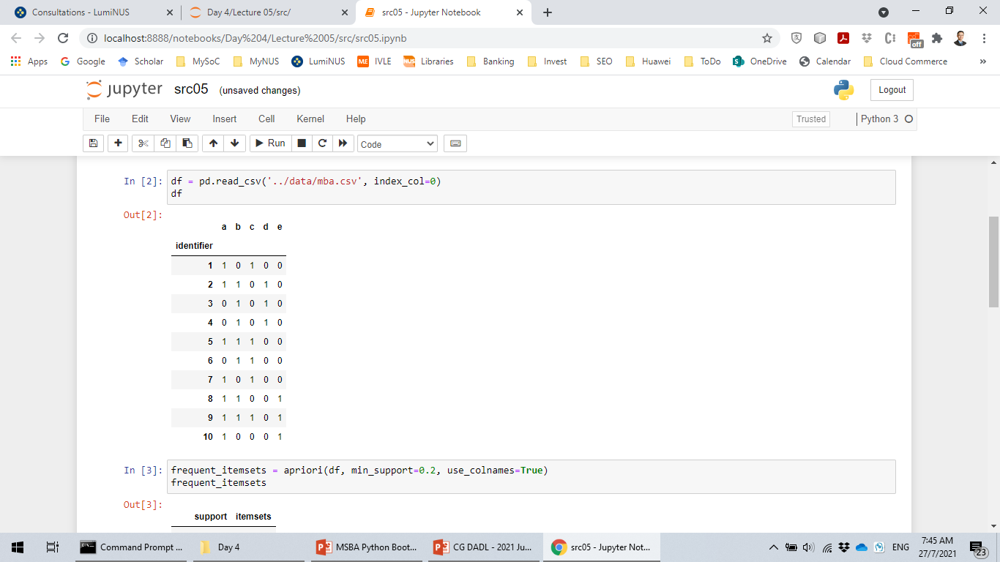 Consultations - LumiNUS
Day 4/Lecture 05/src/
src05 - Jupyter Notebook
localhost:8888/notebooks/Day%204/Lecture%2005/src/src05.ipynb
off
Apps Google Scholar MySoC MyNUS LumiNUS ME IVLE NUS Libraries Banking Invest SEO Huawei ToDo OneDrive Calendar Cloud Commerce »
jupyter src05 (unsaved changes) Logout
File Edit View Insert Cell Kernel Help Trusted Python 3
Run Code
In [2]: df = pd.read_csv('../data/mba.csv', index_col=0)
df
Out[2]:
a b c d e
identifier
1 1 0 1 0 0
2 1 1 0 1 0
3 0 1 0 1 0
4 0 1 0 1 0
5 1 1 1 0 0
6 0 1 1 0 0
7 1 0 1 0 0
8 1 1 0 0 1
9 1 1 1 0 1
10 1 0 0 0 1
In [3]: frequent_itemsets = apriori(df, min_support=0.2, use_colnames=True)
frequent_itemsets
Out[3]:
support itemsets
Command Prompt ... Day 4 MSBA Python Boot... CG DADL - 2021 Ju... src05 - Jupyter Not... ENG 7:45 AM
27/7/2021
23